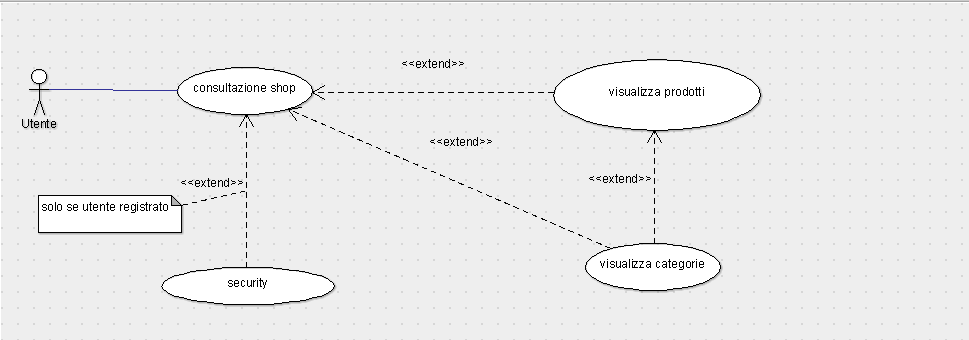 <<extend>>
consultazione shop
visualizza prodotti
Utente
<<extend>>
<<extend>>
<<extend>>
solo se utente registrato
visualizza categorie
security